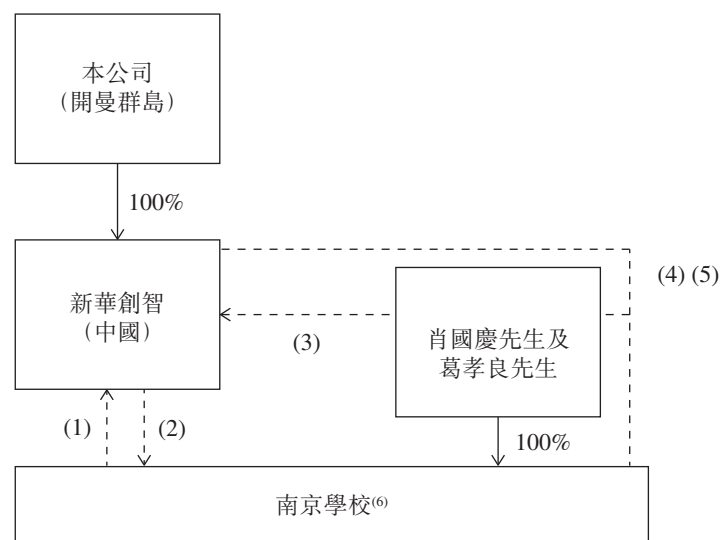 本公司
（開曼群島）
100%
新華創智
（中國）
(4) (5)
(3)
肖國慶先生及
葛孝良先生
(1)
(2)
100%
南京學校(6)